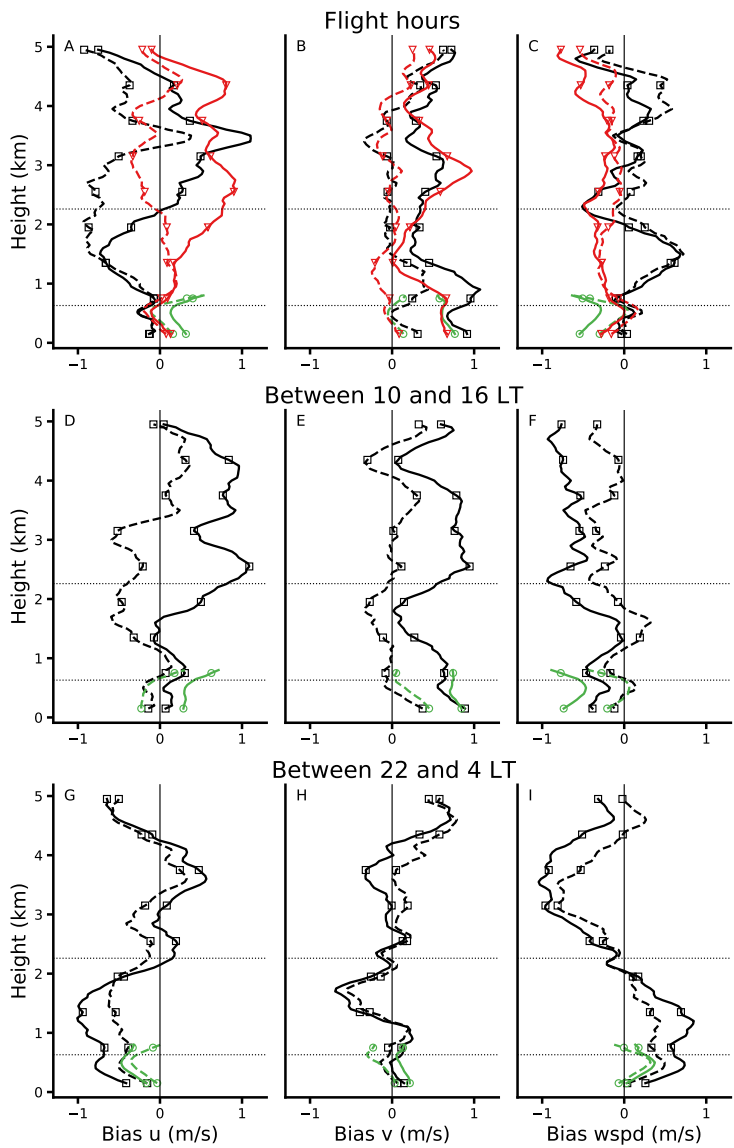 Flight hours
A
B
C
Height (km)
5
4
3
2
1
0
−1
0
1
−1
0
1
−1
0
1
Between 10 and 16 LT
D
E
F
Height (km)
5
4
3
2
1
0
−1
0
1
−1
0
1
−1
0
1
Between 22 and 4 LT
G
H
I
Height (km)
5
4
3
2
1
0
−1
0
1
−1
0
1
−1
0
1
Bias u (m/s)
Bias v (m/s)
Bias wspd (m/s)